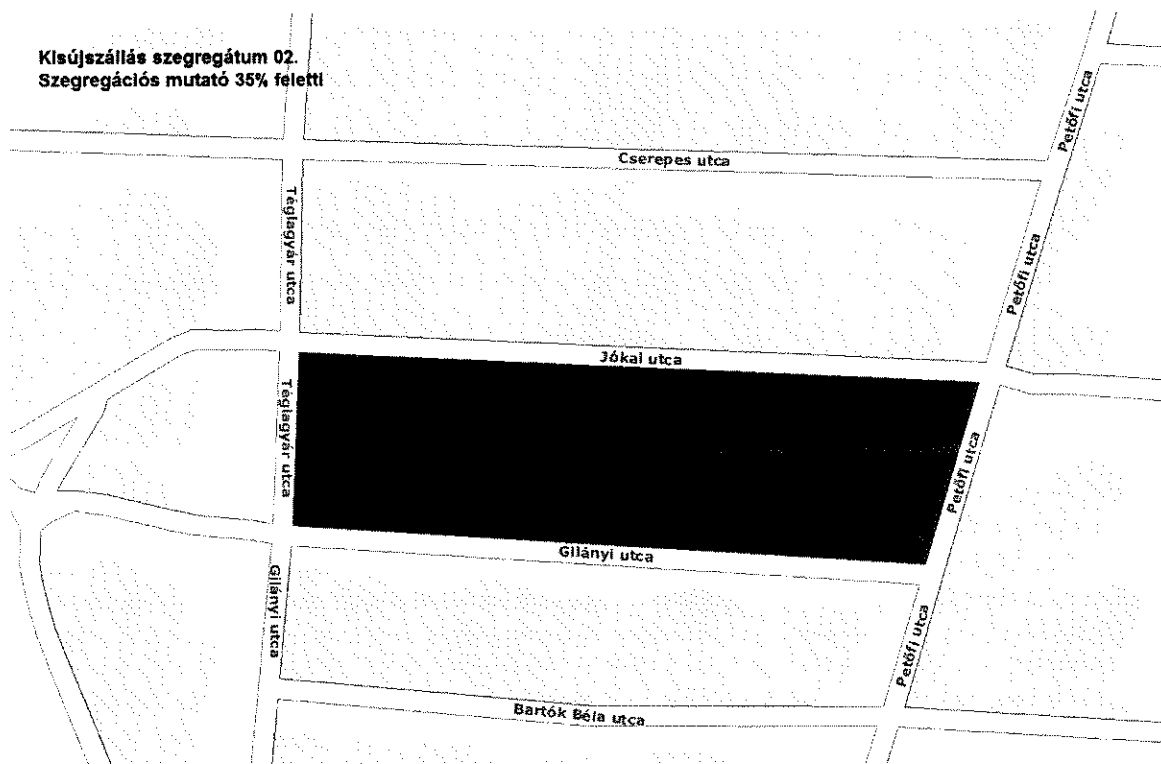 Kisújszállás szegregátum 02.
Szegregációs mutató 35% feletti
Petőfi utca
Cserepes utca
Téglagyár utca
Petőfi utca
Jókai utca
Téglagyár utca
Petőfi utca
Gilányi utca
Gilányi utca
Petőfi utca
Bartók Béla utca